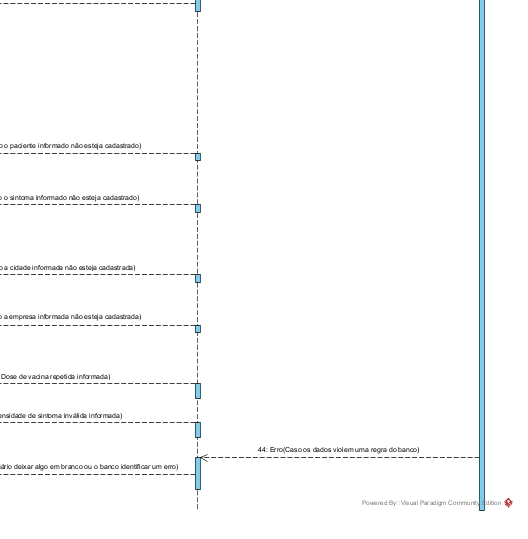 o paciente informado não esteja cadastrado)
o sintoma informado não esteja cadastrado)
a cidade informada não esteja cadastrada)
a empresa informada não esteja cadastrada)
Dose de vacina repetida informada)
ensidade de sintoma inválida informada)
44: Erro(Caso os dados violem uma regra do banco)
ário deixar algo em branco ou o banco identificar um erro)
Powered By: Visual Paradigm Community Edition